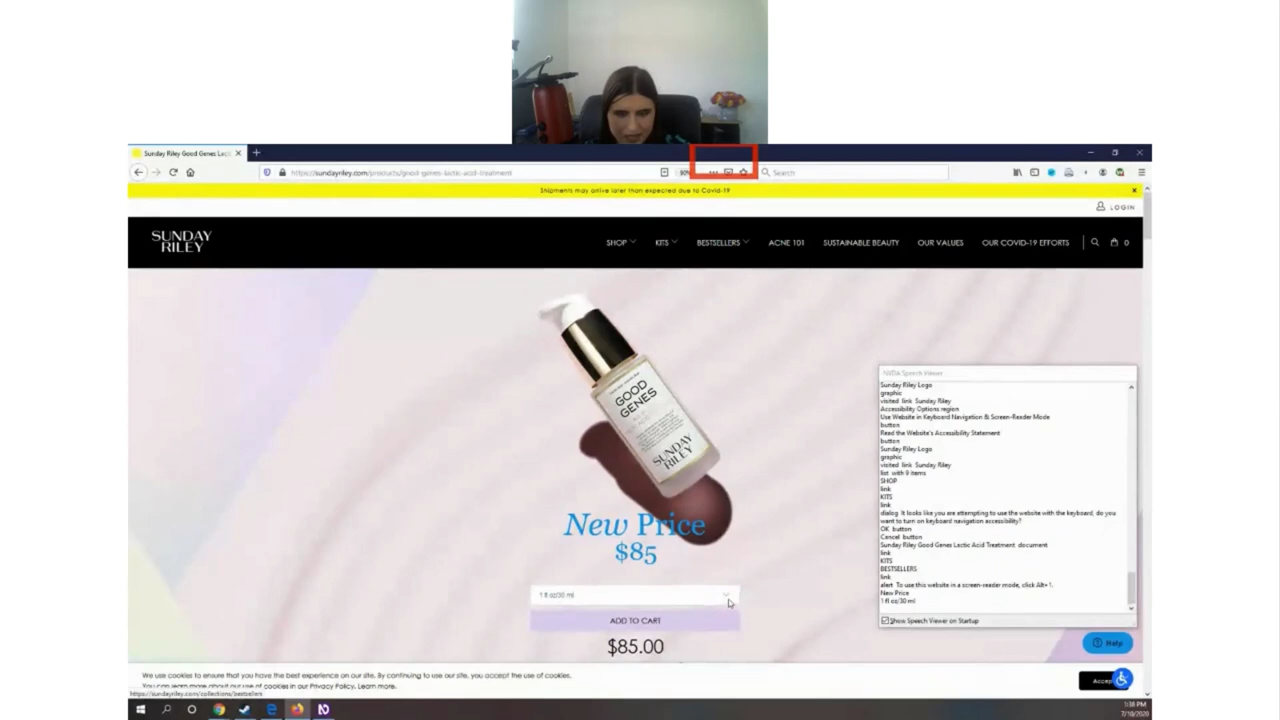 Sunday Riley Good Genes Lacti
https://sundayriley.com/products/good-genes-lactic-acid-treatment
90%
Search
Shipments may arrive later than expected due to Covid-19
LOGIN
SUNDAY
RILEY
SHOP
KITS
BESTSELLERS
ACNE 101
SUSTAINABLE BEAUTY
OUR VALUES
OUR COVID-19 EFFORTS
0
GOOD
GENES
SUNDAY
RILEY
New Price
$85
1 fl oz/30 ml
ADD TO CART
$85.00
NVDA Speech Viewer
Sunday Riley Logo
graphic
visited link Sunday Riley
Accessibility Options region
Use Website in Keyboard Navigation & Screen-Reader Mode
button
Read the Website's Accessibility Statement
button
Sunday Riley Logo
graphic
visited link Sunday Riley
list with 9 items
SHOP
link
KITS
link
dialog It looks like you are attempting to use the website with the keyboard, do you
want to turn on keyboard navigation accessibility?
OK button
Cancel button
Sunday Riley Good Genes Lactic Acid Treatment document
link
KITS
BESTSELLERS
link
alert To use this website in a screen-reader mode, click Alt+1.
New Price
1 fl oz/30 ml
Show Speech Viewer on Startup
Help
We use cookies to ensure that you have the best experience on our site. By continuing to use our site, you accept the use of cookies.
You can learn more about our use of cookies in our Privacy Policy. Learn more.
Accept
https://sundayriley.com/collections/bestsellers
1:38 PM
7/10/2020